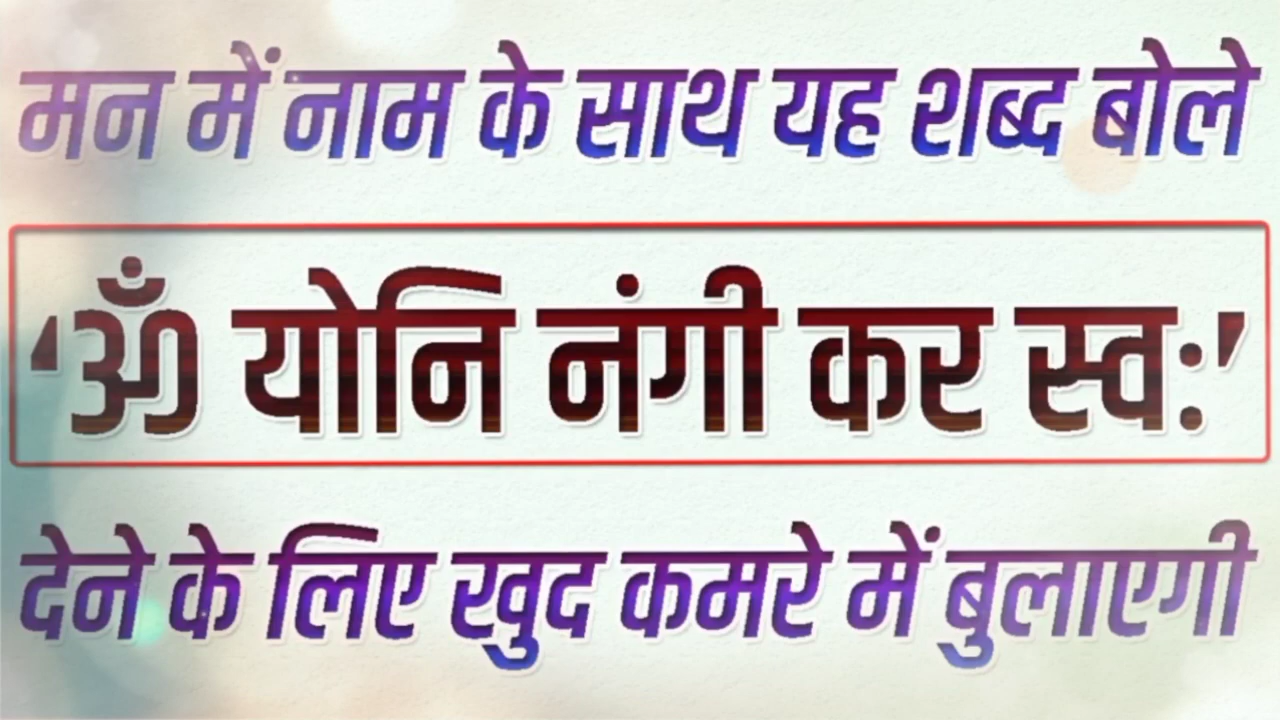 मन में नाम के साथ यह शब्द बोले
‘ॐ योनि नंगी कर स्वः’
देने के लिए खुद कमरे में बुलाएगी